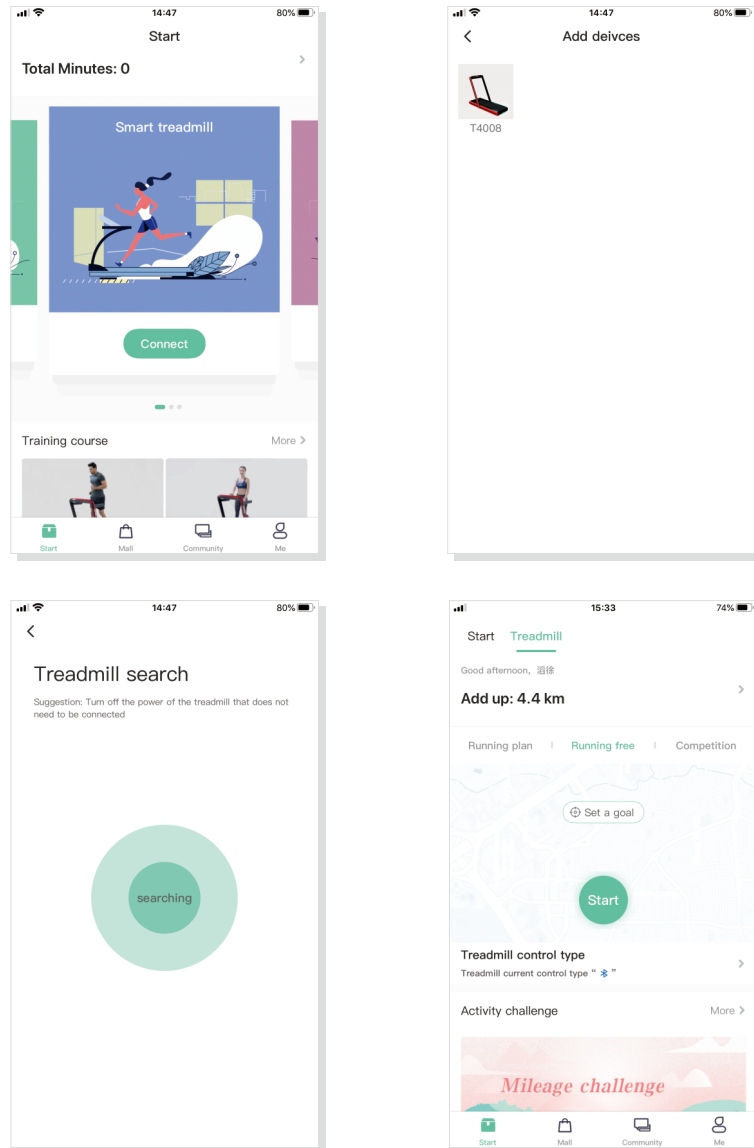 14:47
80%
Start
Total Minutes: 0
Smart treadmill
Connect
Training course
More
Start
Mall
Community
Me
14:47
80%
Add deivces
T4008
14:47
80%
Treadmill search
Suggestion: Turn off the power of the treadmill that does not
need to be connected
searching
15:33
74%
Start Treadmill
Good afternoon, 滔徐
Add up: 4.4 km
Running plan Running free Competition
Set a goal
Start
Treadmill control type
Treadmill current control type “ ”
Activity challenge
More
Mileage challenge
Start
Mall
Community
Me